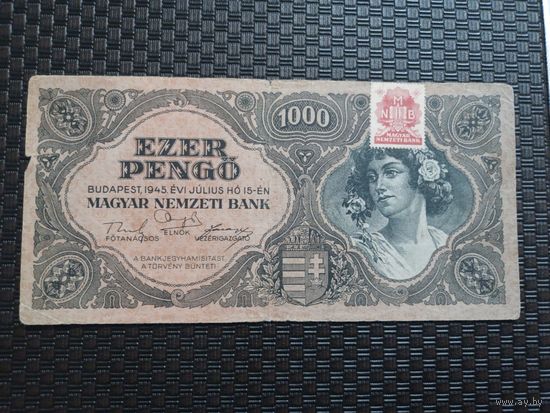 1000
M
N B
MAGYAR
NEMZETI BANK
EZER
PENGŐ
BUDAPEST, 1945. ÉVI JÚLIUS HÓ 15-ÉN
MAGYAR NEMZETI BANK
FŐTANÁCSOS ELNÖK VEZÉRIGAZGATÓ
A BANKJEGYHAMISÍTÁST
A TÖRVÉNY BÜNTETI
www.ay.by